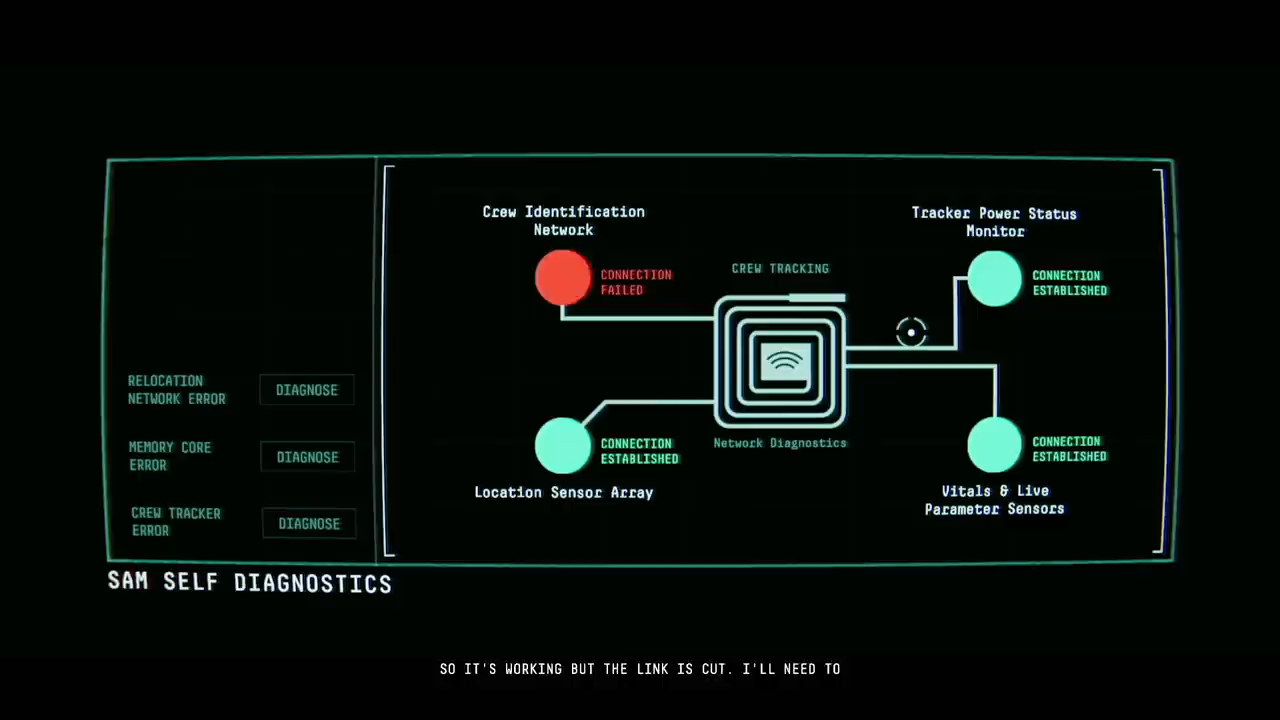 Crew Identification
Network
CONNECTION
FAILED
CREW TRACKING
Tracker Power Status
Monitor
CONNECTION
ESTABLISHED
RELOCATION
NETWORK ERROR
DIAGNOSE
MEMORY CORE
ERROR
DIAGNOSE
CREW TRACKER
ERROR
DIAGNOSE
CONNECTION
ESTABLISHED
Location Sensor Array
Network Diagnostics
CONNECTION
ESTABLISHED
Vitals & Live
Parameter Sensors
SAM SELF DIAGNOSTICS
SO IT'S WORKING BUT THE LINK IS CUT. I'LL NEED TO